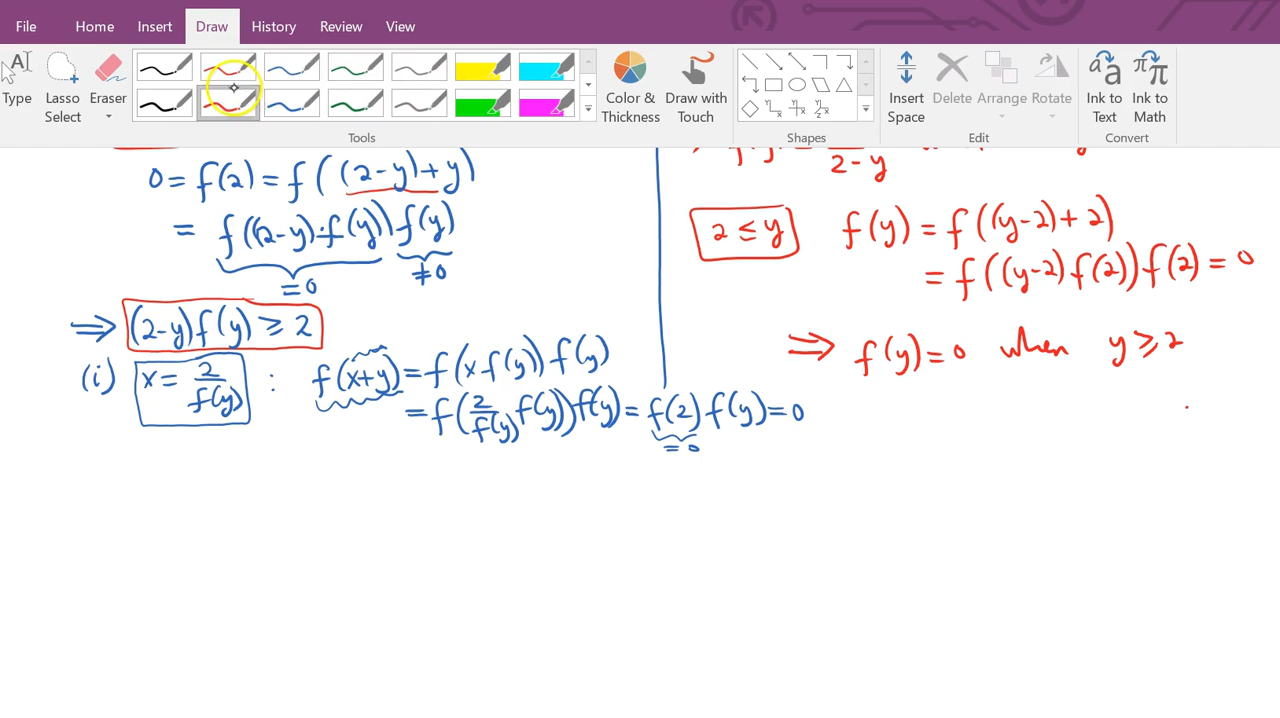 File Home Insert Draw History Review View
Type Lasso Select Eraser Color & Thickness Draw with Touch Insert Space Delete Arrange Rotate Ink to Text Ink to Math
Tools Shapes Edit Convert
0 = f(2) = f((2-y)+y)
= f((2-y)·f(y)) f(y)
= 0 ≠ 0
⇒ (2-y)f(y) ≥ 2
(i) x = 2/f(y) : f(x+y) = f(x·f(y)) f(y)
= f(2/f(y) f(y)) f(y) = f(2) f(y) = 0
= 0
2-y
2 ≤ y f(y) = f((y-2)+2)
= f((y-2) f(2)) f(2) = 0
⇒ f(y) = 0 when y ≥ 2